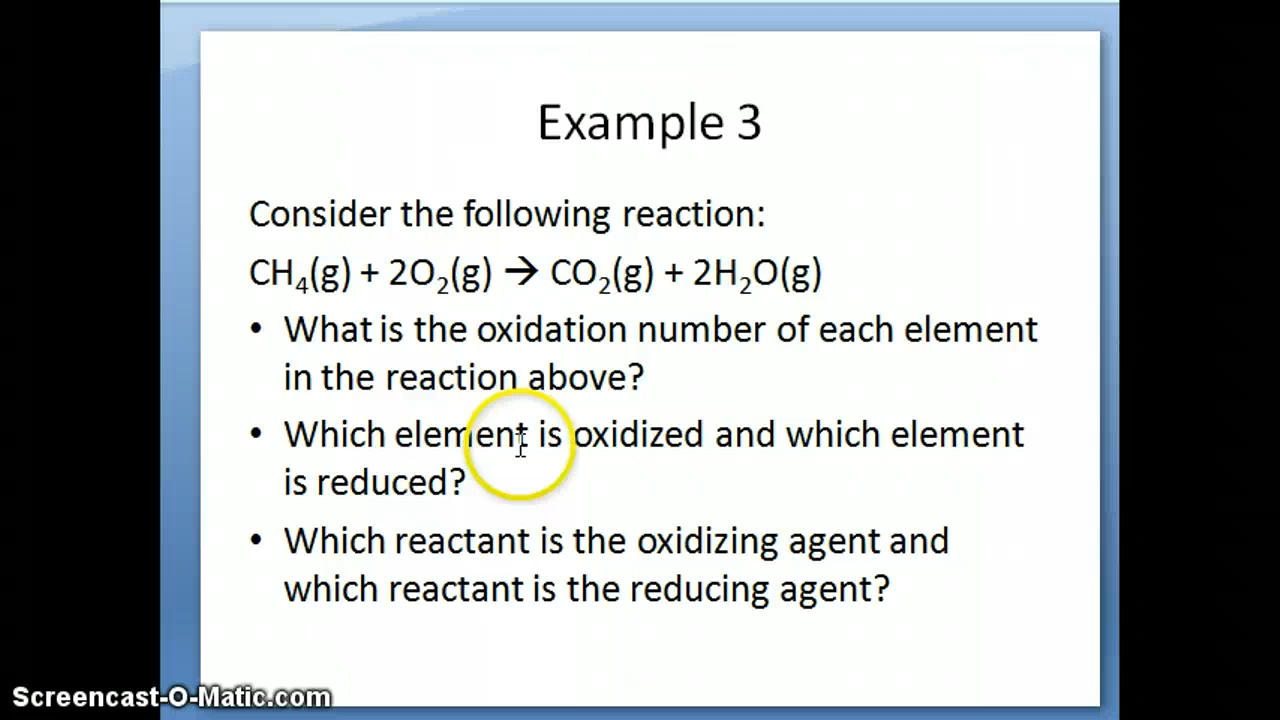 Example 3
Consider the following reaction:
CH₄(g) + 2O₂(g) → CO₂(g) + 2H₂O(g)
• What is the oxidation number of each element
in the reaction above?
• Which element is oxidized and which element
is reduced?
• Which reactant is the oxidizing agent and
which reactant is the reducing agent?
Screencast-O-Matic.com